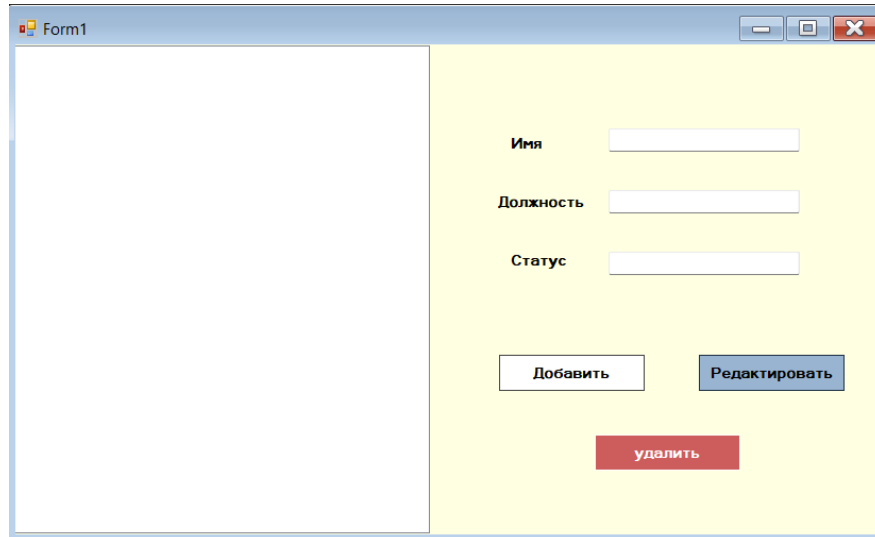 Form1
Имя
Должность
Статус
Добавить
Редактировать
удалить